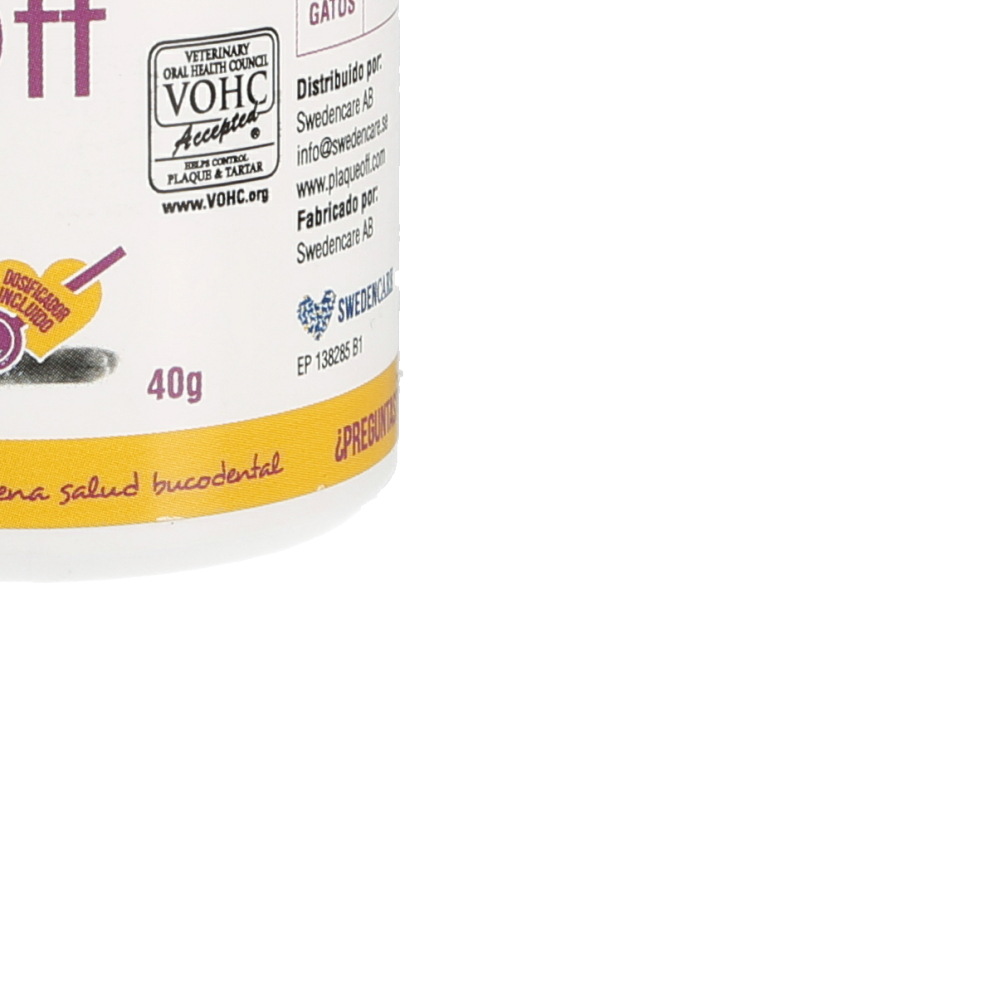 ff
VETERINARY
ORAL HEALTH COUNCIL
VOHC
Accepted
®
HELPS CONTROL
PLAQUE & TARTAR
www.VOHC.org
GATOS
Distribuido por:
Swedencare AB
info@swedencare.se
www.plaqueoff.com
Fabricado por:
Swedencare AB
SWEDENCARE
EP 138285 B1
DOSIFICADOR
INCLUIDO
40g
ena salud bucodental
¿PREGUNTAS